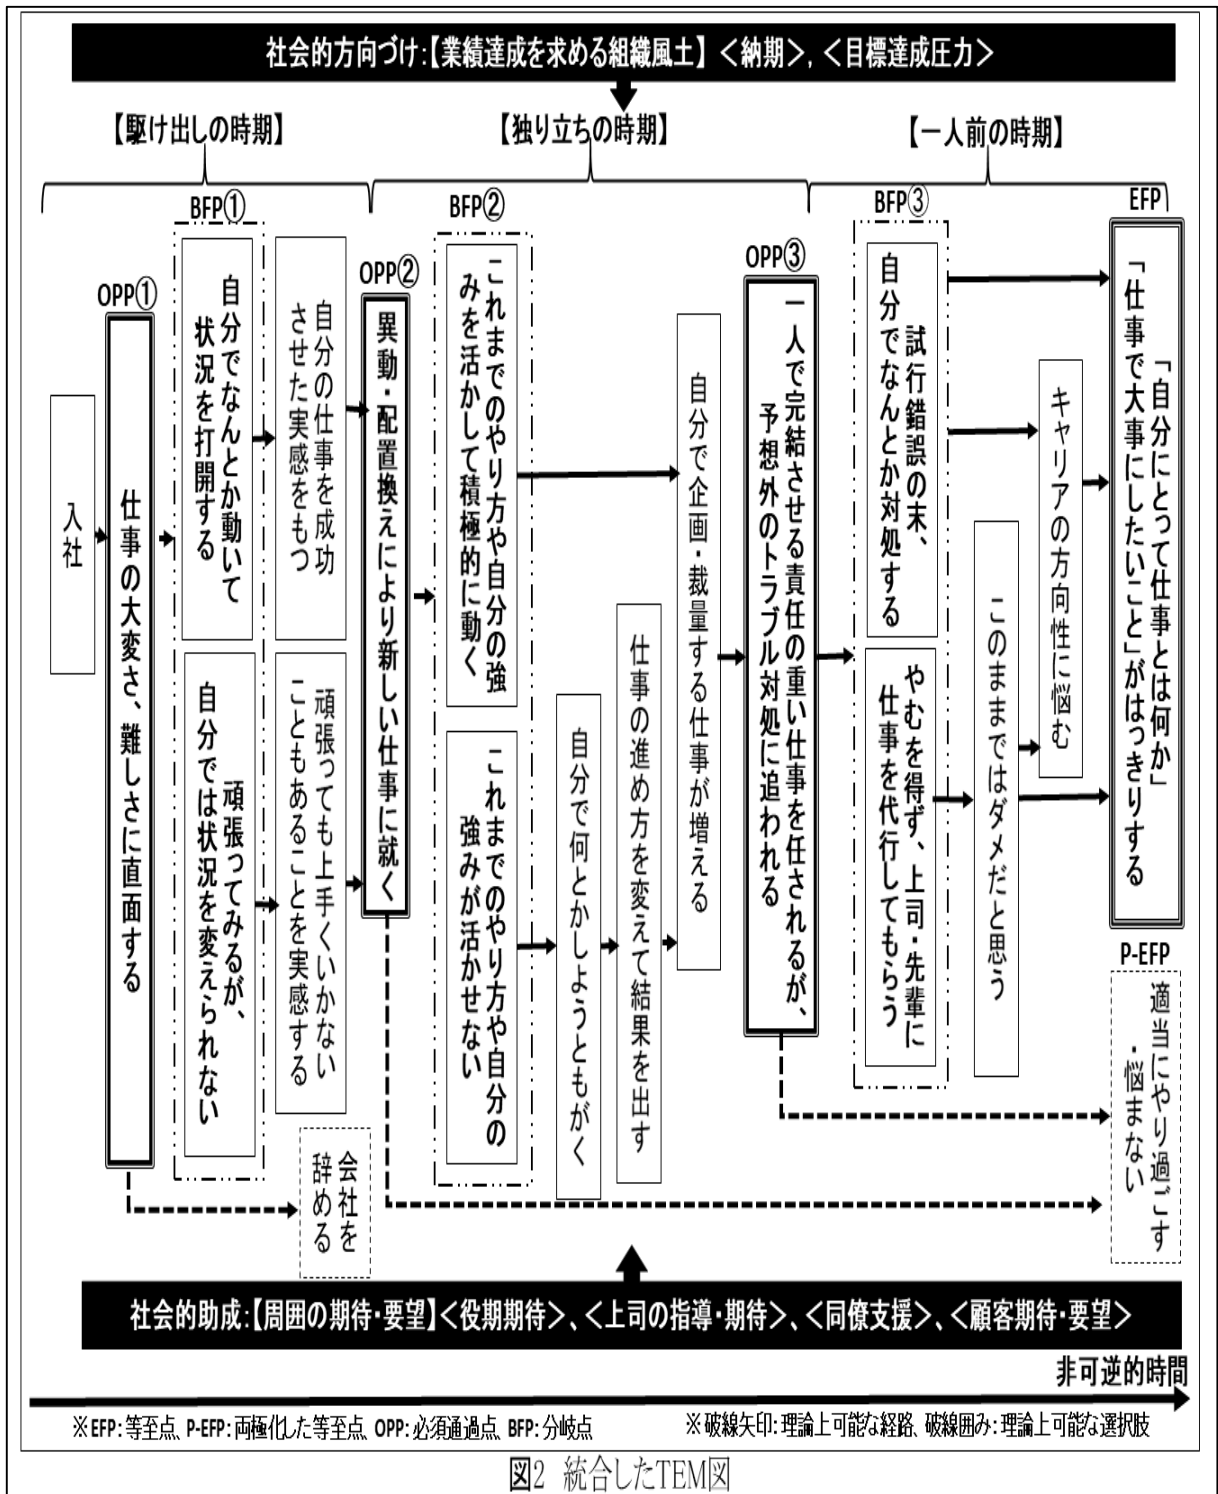 社会的方向づけ:【業績達成を求める組織風土】＜納期＞, ＜目標達成圧力＞
【駆け出しの時期】
【独り立ちの時期】
【一人前の時期】
入社
OPP①
仕事の大変さ、難しさに直面する
BFP①
自分でなんとか動いて
状況を打開する
頑張ってみるが、
自分では状況を変えられない
自分の仕事を成功
させた実感をもつ
頑張っても上手くいかない
こともあることを実感する
会社を
辞める
OPP②
異動・配置換えにより新しい仕事に就く
BFP②
これまでのやり方や自分の強
みを活かして積極的に動く
これまでのやり方や自分の
強みが活かせない
自分で何とかしようともがく
仕事の進め方を変えて結果を出す
自分で企画・裁量する仕事が増える
OPP③
一人で完結させる責任の重い仕事を任されるが、
予想外のトラブル対処に追われる
BFP③
試行錯誤の末、
自分でなんとか対処する
やむを得ず、上司・先輩に
仕事を代行してもらう
このままではダメだと思う
キャリアの方向性に悩む
EFP
「自分にとって仕事とは何か」
「仕事で大事にしたいこと」がはっきりする
P-EFP
適当にやり過ごす
・悩まない
社会的助成:【周囲の期待・要望】＜役期期待＞、＜上司の指導・期待＞、＜同僚支援＞、＜顧客期待・要望＞
非可逆的時間
※EFP: 等至点、P-EFP: 両極化した等至点、OPP: 必須通過点、BFP: 分岐点
※破線矢印: 理論上可能な経路、破線囲み: 理論上可能な選択肢
図2 統合したTEM図